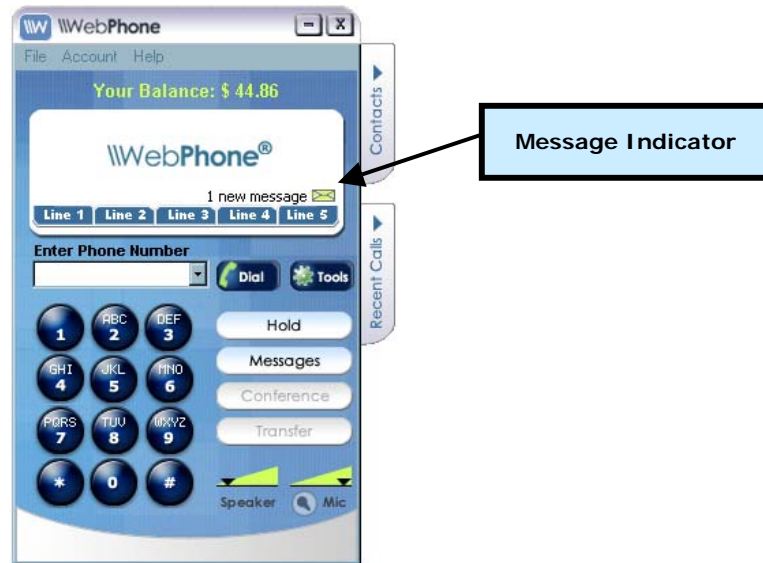 \\\W \\\WebPhone - X
File Account Help
Your Balance: $ 44.86
\\\WebPhone®
1 new message
Line 1 Line 2 Line 3 Line 4 Line 5
Enter Phone Number
Dial Tools
1 ABC 2 DEF 3
GHI 4 JKL 5 MNO 6
PQRS 7 TUV 8 WXYZ 9
* 0 #
Hold
Messages
Conference
Transfer
Speaker Mic
Contacts
Recent Calls
Message Indicator